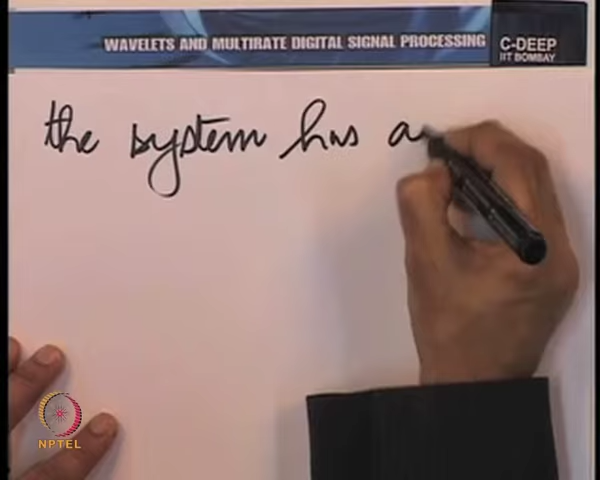 WAVELETS AND MULTIRATE DIGITAL SIGNAL PROCESSING
C-DEEP
IIT BOMBAY
the system has a
NPTEL